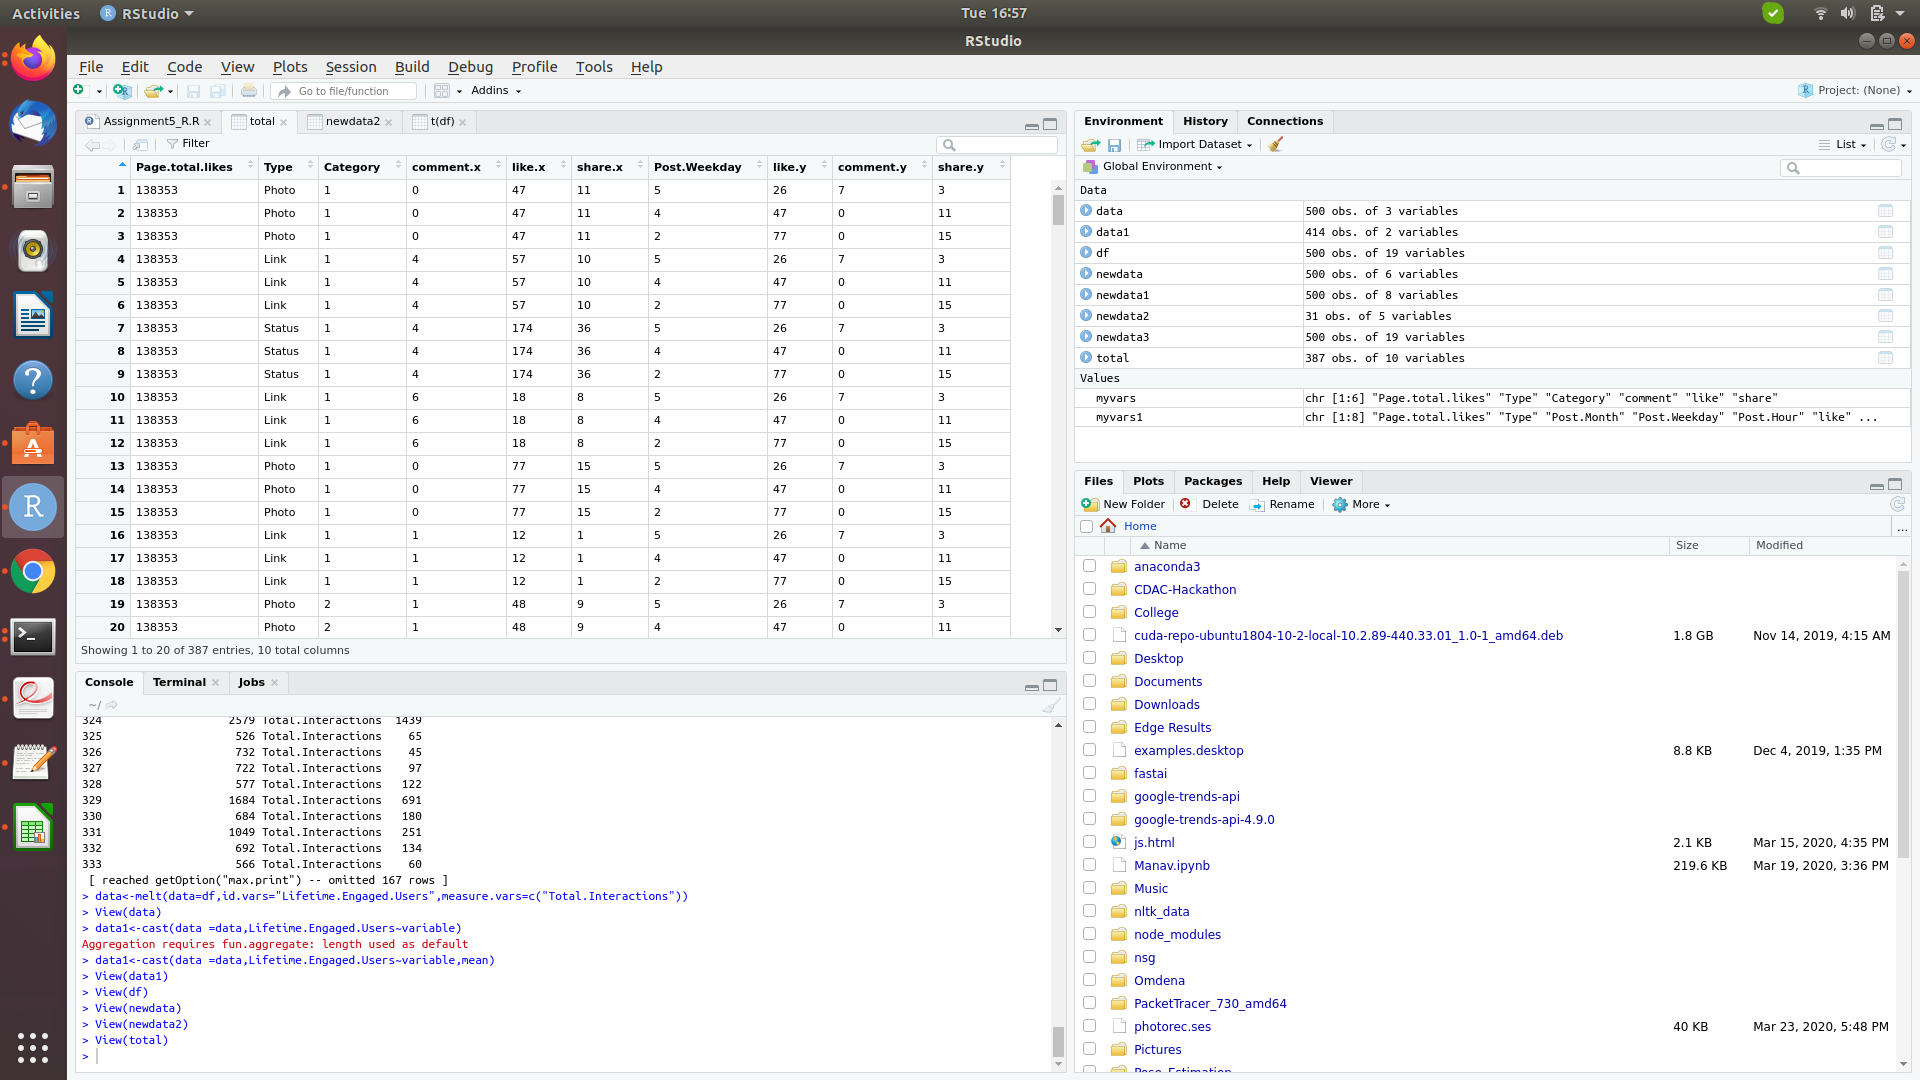 Activities RStudio Tue 16:57
RStudio
File Edit Code View Plots Session Build Debug Profile Tools Help
Go to file/function Addins Project: (None)
Assignment5_R.R total newdata2 t(df)
Filter
Page.total.likes Type Category comment.x like.x share.x Post.Weekday like.y comment.y share.y
1 138353 Photo 1 0 47 11 5 26 7 3
2 138353 Photo 1 0 47 11 4 47 0 11
3 138353 Photo 1 0 47 11 2 77 0 15
4 138353 Link 1 4 57 10 5 26 7 3
5 138353 Link 1 4 57 10 4 47 0 11
6 138353 Link 1 4 57 10 2 77 0 15
7 138353 Status 1 4 174 36 5 26 7 3
8 138353 Status 1 4 174 36 4 47 0 11
9 138353 Status 1 4 174 36 2 77 0 15
10 138353 Link 1 6 18 8 5 26 7 3
11 138353 Link 1 6 18 8 4 47 0 11
12 138353 Link 1 6 18 8 2 77 0 15
13 138353 Photo 1 0 77 15 5 26 7 3
14 138353 Photo 1 0 77 15 4 47 0 11
15 138353 Photo 1 0 77 15 2 77 0 15
16 138353 Link 1 1 12 1 5 26 7 3
17 138353 Link 1 1 12 1 4 47 0 11
18 138353 Link 1 1 12 1 2 77 0 15
19 138353 Photo 2 1 48 9 5 26 7 3
20 138353 Photo 2 1 48 9 4 47 0 11
Showing 1 to 20 of 387 entries, 10 total columns
Console Terminal Jobs
~/
324 2579 Total.Interactions 1439
325 526 Total.Interactions 65
326 732 Total.Interactions 45
327 722 Total.Interactions 97
328 577 Total.Interactions 122
329 1684 Total.Interactions 691
330 684 Total.Interactions 180
331 1049 Total.Interactions 251
332 692 Total.Interactions 134
333 566 Total.Interactions 60
[ reached getOption("max.print") -- omitted 167 rows ]
> data<-melt(data=df,id.vars="Lifetime.Engaged.Users",measure.vars=c("Total.Interactions"))
> View(data)
> data1<-cast(data =data,Lifetime.Engaged.Users~variable)
Aggregation requires fun.aggregate: length used as default
> data1<-cast(data =data,Lifetime.Engaged.Users~variable,mean)
> View(data1)
> View(df)
> View(newdata)
> View(newdata2)
> View(total)
>
Environment History Connections
Import Dataset List
Global Environment
Data
data 500 obs. of 3 variables
data1 414 obs. of 2 variables
df 500 obs. of 19 variables
newdata 500 obs. of 6 variables
newdata1 500 obs. of 8 variables
newdata2 31 obs. of 5 variables
newdata3 500 obs. of 19 variables
total 387 obs. of 10 variables
Values
myvars chr [1:6] "Page.total.likes" "Type" "Category" "comment" "like" "share"
myvars1 chr [1:8] "Page.total.likes" "Type" "Post.Month" "Post.Weekday" "Post.Hour" "like" ...
Files Plots Packages Help Viewer
New Folder Delete Rename More
Home ...
Name Size Modified
anaconda3
CDAC-Hackathon
College
cuda-repo-ubuntu1804-10-2-local-10.2.89-440.33.01_1.0-1_amd64.deb 1.8 GB Nov 14, 2019, 4:15 AM
Desktop
Documents
Downloads
Edge Results
examples.desktop 8.8 KB Dec 4, 2019, 1:35 PM
fastai
google-trends-api
google-trends-api-4.9.0
js.html 2.1 KB Mar 15, 2020, 4:35 PM
Manav.ipynb 219.6 KB Mar 19, 2020, 3:36 PM
Music
nltk_data
node_modules
nsg
Omdena
PacketTracer_730_amd64
photorec.ses 40 KB Mar 23, 2020, 5:48 PM
Pictures